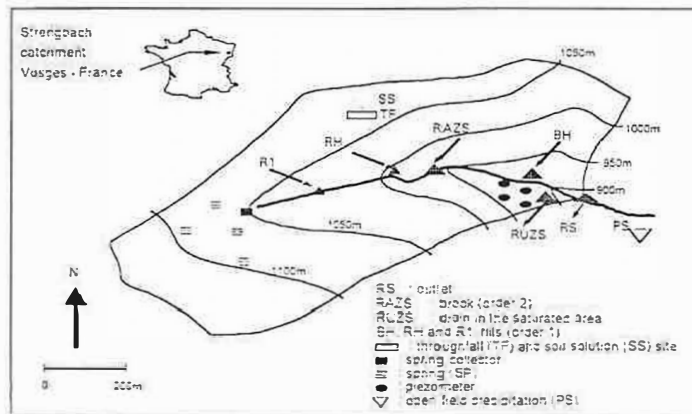 Strengbach
catchment
Vosges - France
1050m
SS
TF
RAZS
1000m
RH
BH
R1
950m
900m
1050m
RUZS
RS
PS
1100m
N
RS : outlet
RAZS : brook (order 2)
RUZS : drain in the saturated area
BH, RH and R1: rills (order 1)
: throughfall (TF) and soil solution (SS) site
spring collector
spring (SP)
piezometer
open field precipitation (PS)
0 200m